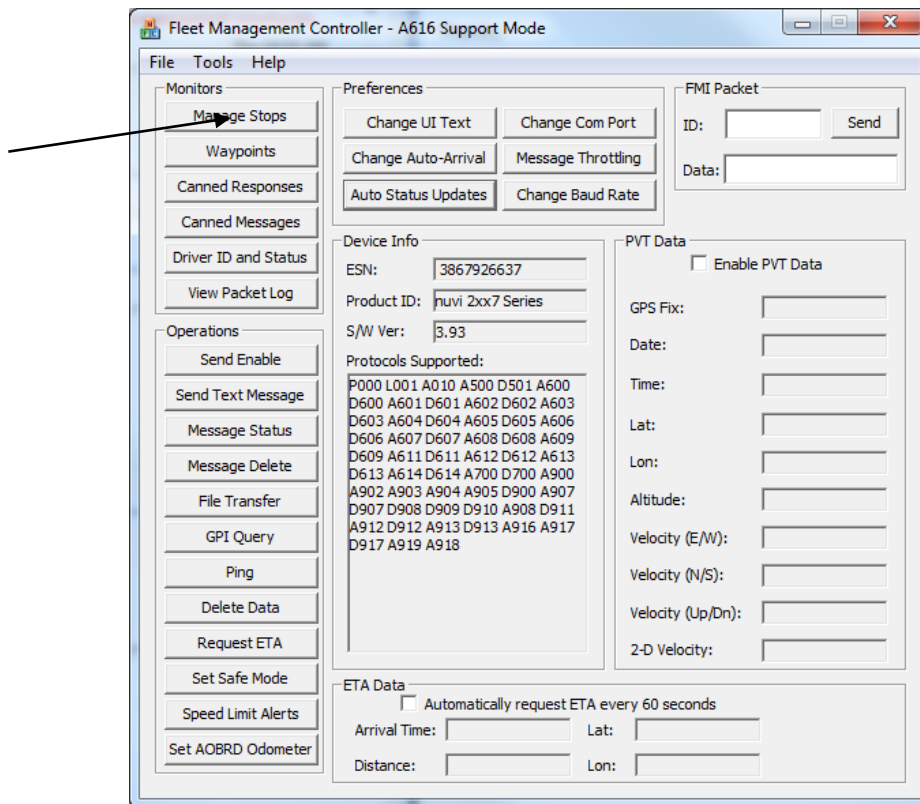 Fleet Management Controller - A616 Support Mode
File Tools Help
Monitors
Manage Stops
Waypoints
Canned Responses
Canned Messages
Driver ID and Status
View Packet Log
Operations
Send Enable
Send Text Message
Message Status
Message Delete
File Transfer
GPI Query
Ping
Delete Data
Request ETA
Set Safe Mode
Speed Limit Alerts
Set AOBRD Odometer
Preferences
Change UI Text Change Com Port
Change Auto-Arrival Message Throttling
Auto Status Updates Change Baud Rate
FMI Packet
ID: Send
Data:
Device Info
ESN: 3867926637
Product ID: nuvi 2xx7 Series
S/W Ver: 3.93
Protocols Supported:
P000 L001 A010 A500 D501 A600
D600 A601 D601 A602 D602 A603
D603 A604 D604 A605 D605 A606
D606 A607 D607 A608 D608 A609
D609 A611 D611 A612 D612 A613
D613 A614 D614 A700 D700 A900
A902 A903 A904 A905 D900 A907
D907 D908 D909 D910 A908 D911
A912 D912 A913 D913 A916 A917
D917 A919 A918
PVT Data
Enable PVT Data
GPS Fix:
Date:
Time:
Lat:
Lon:
Altitude:
Velocity (E/W):
Velocity (N/S):
Velocity (Up/Dn):
2-D Velocity:
ETA Data
Automatically request ETA every 60 seconds
Arrival Time: Lat:
Distance: Lon: